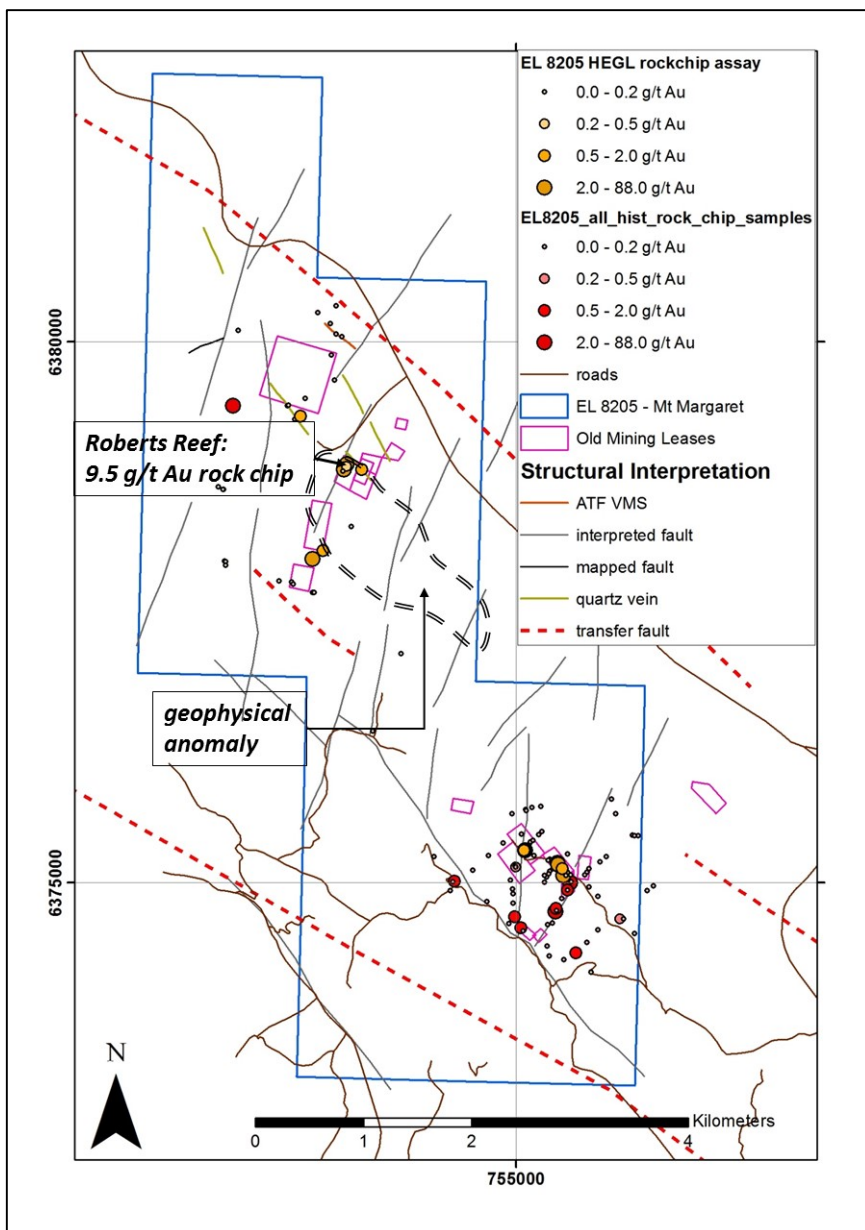 EL 8205 HEGL rockchip assay
0.0 - 0.2 g/t Au
0.2 - 0.5 g/t Au
0.5 - 2.0 g/t Au
2.0 - 88.0 g/t Au
EL8205_all_hist_rock_chip_samples
0.0 - 0.2 g/t Au
0.2 - 0.5 g/t Au
0.5 - 2.0 g/t Au
2.0 - 88.0 g/t Au
roads
EL 8205 - Mt Margaret
Old Mining Leases
Structural Interpretation
ATF VMS
interpreted fault
mapped fault
quartz vein
transfer fault
6380000
Roberts Reef:
9.5 g/t Au rock chip
geophysical
anomaly
6375000
N
Kilometers
0 1 2 4
755000